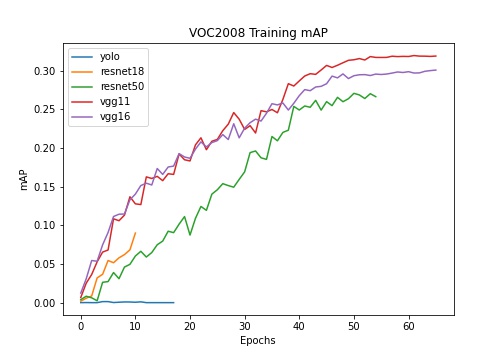 VOC2008 Training mAP
yolo
resnet18
resnet50
vgg11
vgg16
mAP
0.30
0.25
0.20
0.15
0.10
0.05
0.00
0 10 20 30 40 50 60
Epochs